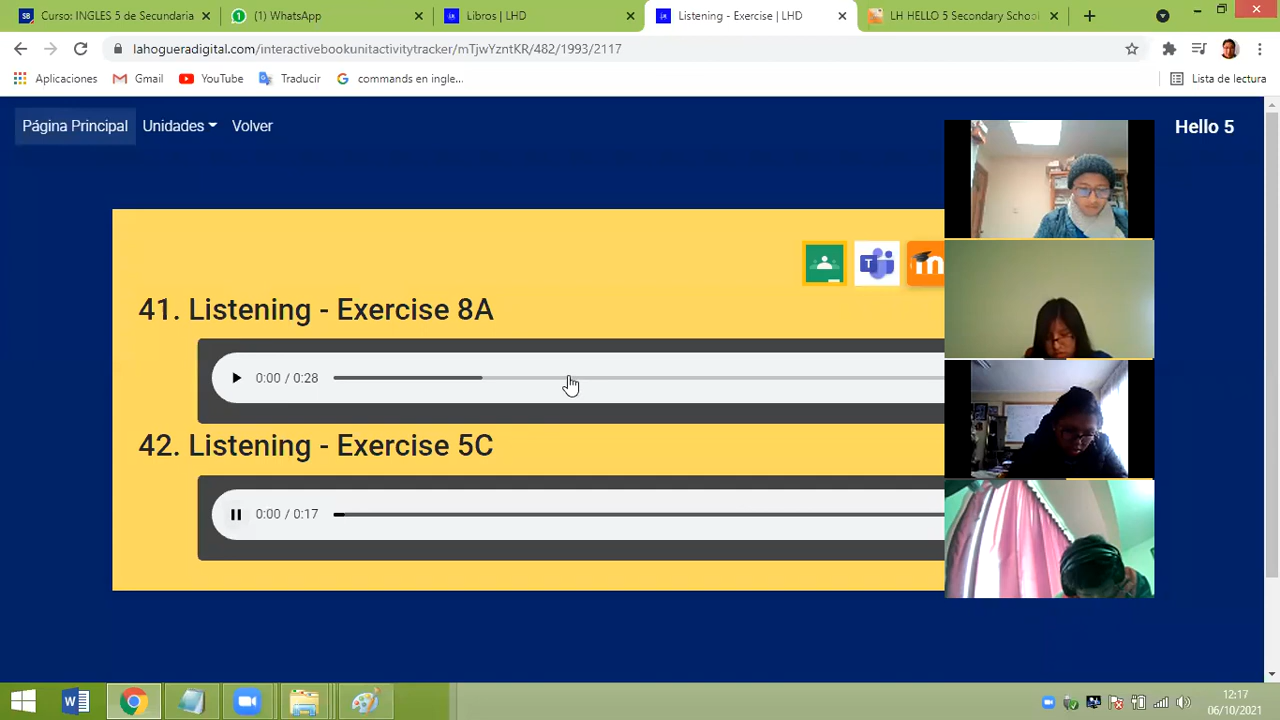 Curso: INGLES 5 de Secundaria
(1) WhatsApp
Libros | LHD
Listening - Exercise | LHD
LH HELLO 5 Secondary School
lahogueradigital.com/interactivebookunitactivitytracker/mTjwYzntKR/482/1993/2117
Aplicaciones
Gmail
YouTube
Traducir
commands en ingle...
Lista de lectura
Página Principal
Unidades
Volver
Hello 5
41. Listening - Exercise 8A
0:00 / 0:28
42. Listening - Exercise 5C
0:00 / 0:17
12:17
06/10/2021